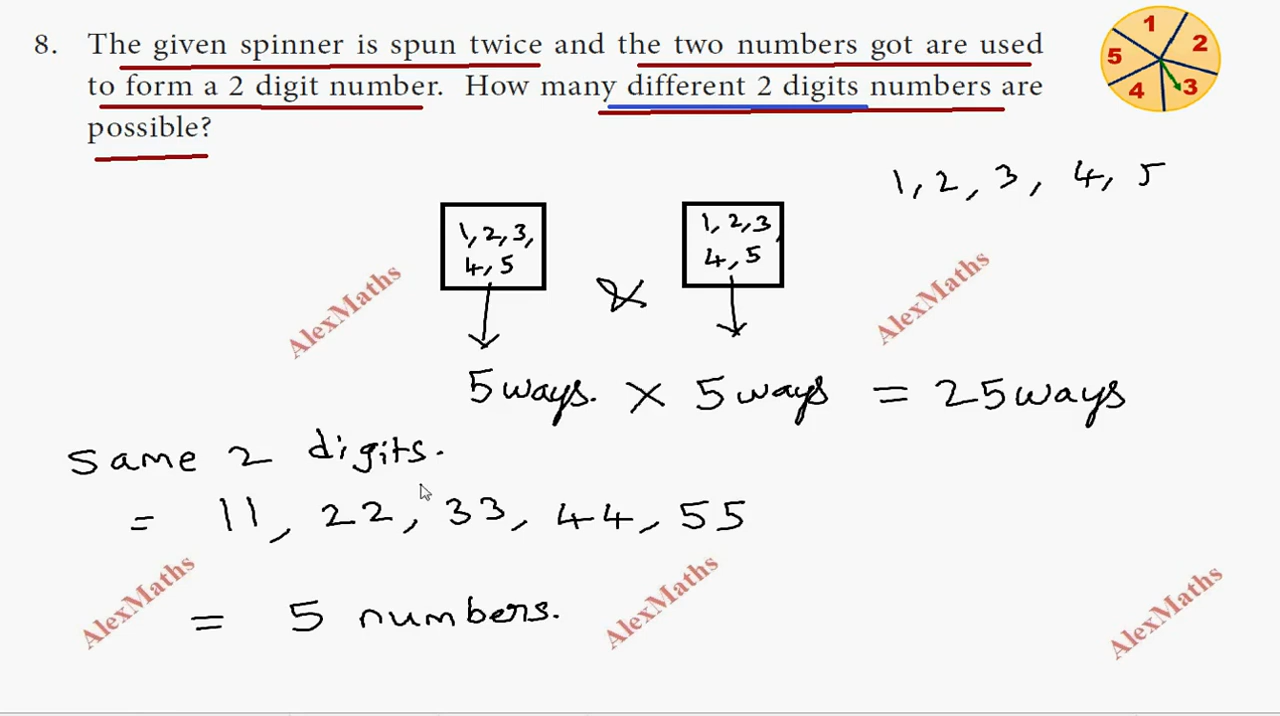 8. The given spinner is spun twice and the two numbers got are used
to form a 2 digit number. How many different 2 digits numbers are
possible?
1
2
5
4
3
1, 2, 3, 4, 5
1, 2, 3,
4, 5
×
1, 2, 3,
4, 5
AlexMaths
AlexMaths
5 ways. × 5 ways = 25 ways
Same 2 digits.
= 11, 22, 33, 44, 55
AlexMaths
AlexMaths
AlexMaths
= 5 numbers.